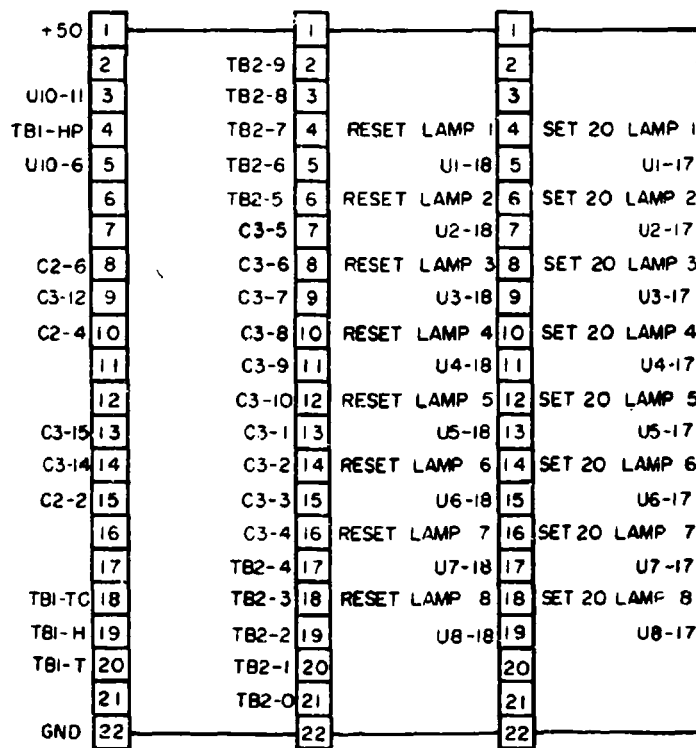 +50 1 1 1
2 TB2-9 2 2
U10-11 3 TB2-8 3 3
TB1-HP 4 TB2-7 4 RESET LAMP 1 4 SET 20 LAMP 1
U10-6 5 TB2-6 5 U1-18 5 U1-17
6 TB2-5 6 RESET LAMP 2 6 SET 20 LAMP 2
7 C3-5 7 U2-18 7 U2-17
C2-6 8 C3-6 8 RESET LAMP 3 8 SET 20 LAMP 3
C3-12 9 C3-7 9 U3-18 9 U3-17
C2-4 10 C3-8 10 RESET LAMP 4 10 SET 20 LAMP 4
11 C3-9 11 U4-18 11 U4-17
12 C3-10 12 RESET LAMP 5 12 SET 20 LAMP 5
C3-15 13 C3-1 13 U5-18 13 U5-17
C3-14 14 C3-2 14 RESET LAMP 6 14 SET 20 LAMP 6
C2-2 15 C3-3 15 U6-18 15 U6-17
16 C3-4 16 RESET LAMP 7 16 SET 20 LAMP 7
17 TB2-4 17 U7-18 17 U7-17
TB1-TC 18 TB2-3 18 RESET LAMP 8 18 SET 20 LAMP 8
TB1-H 19 TB2-2 19 U8-18 19 U8-17
TB1-T 20 TB2-1 20 20
21 TB2-0 21 21
GND 22 22 22